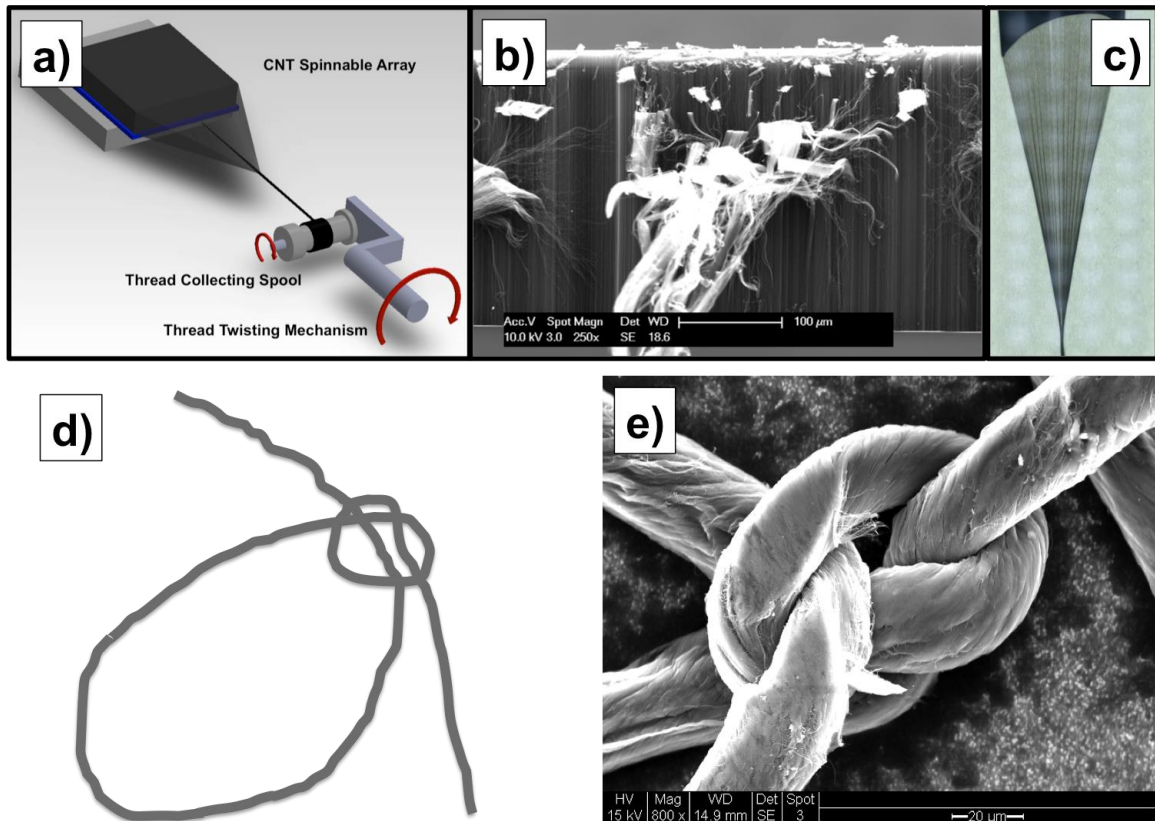 a)
CNT Spinnable Array
Thread Collecting Spool
Thread Twisting Mechanism
b)
Acc.V Spot Magn Det WD
10.0 kV 3.0 250x SE 18.6
100 µm
c)
d)
e)
HV Mag WD Det Spot
15 kV 800 x 14.9 mm SE 3
20 µm